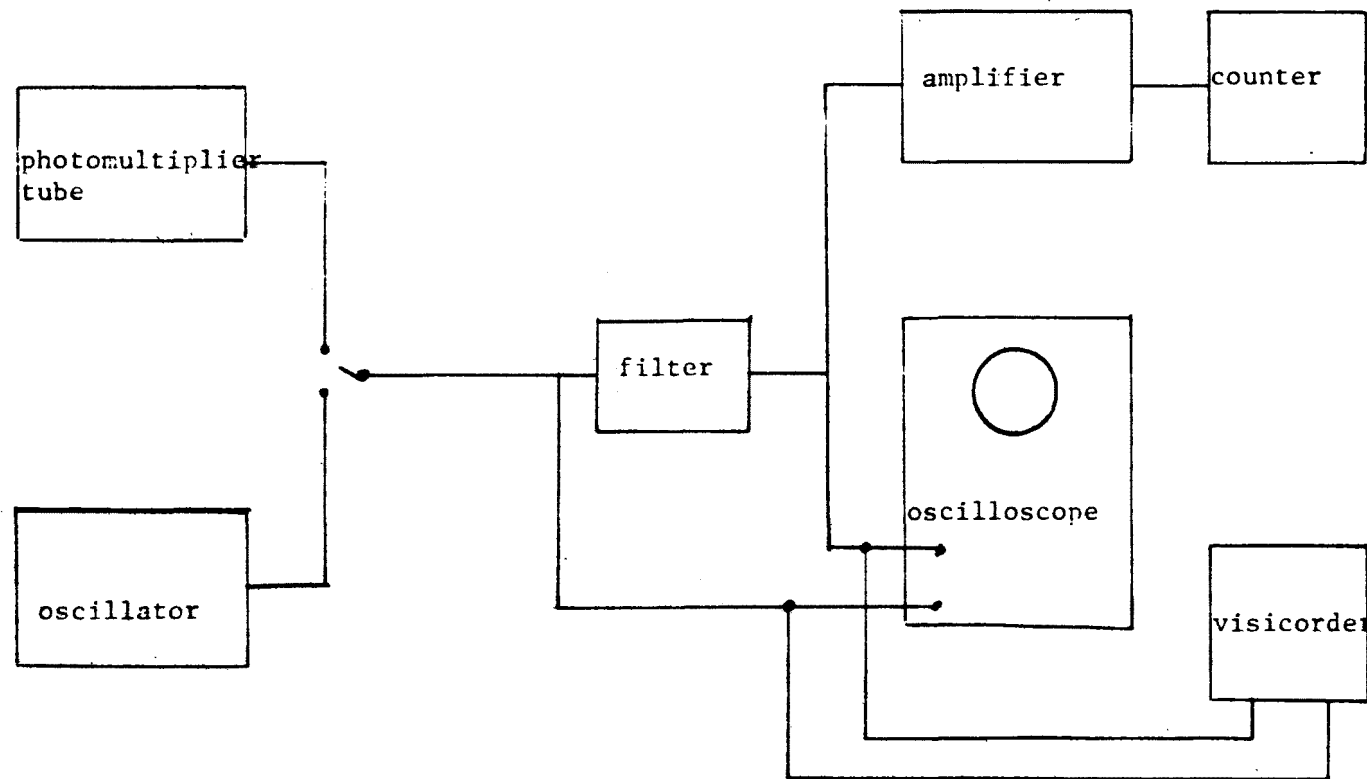 amplifier
counter
photomultiplier
tube
filter
oscilloscope
oscillator
visicorder